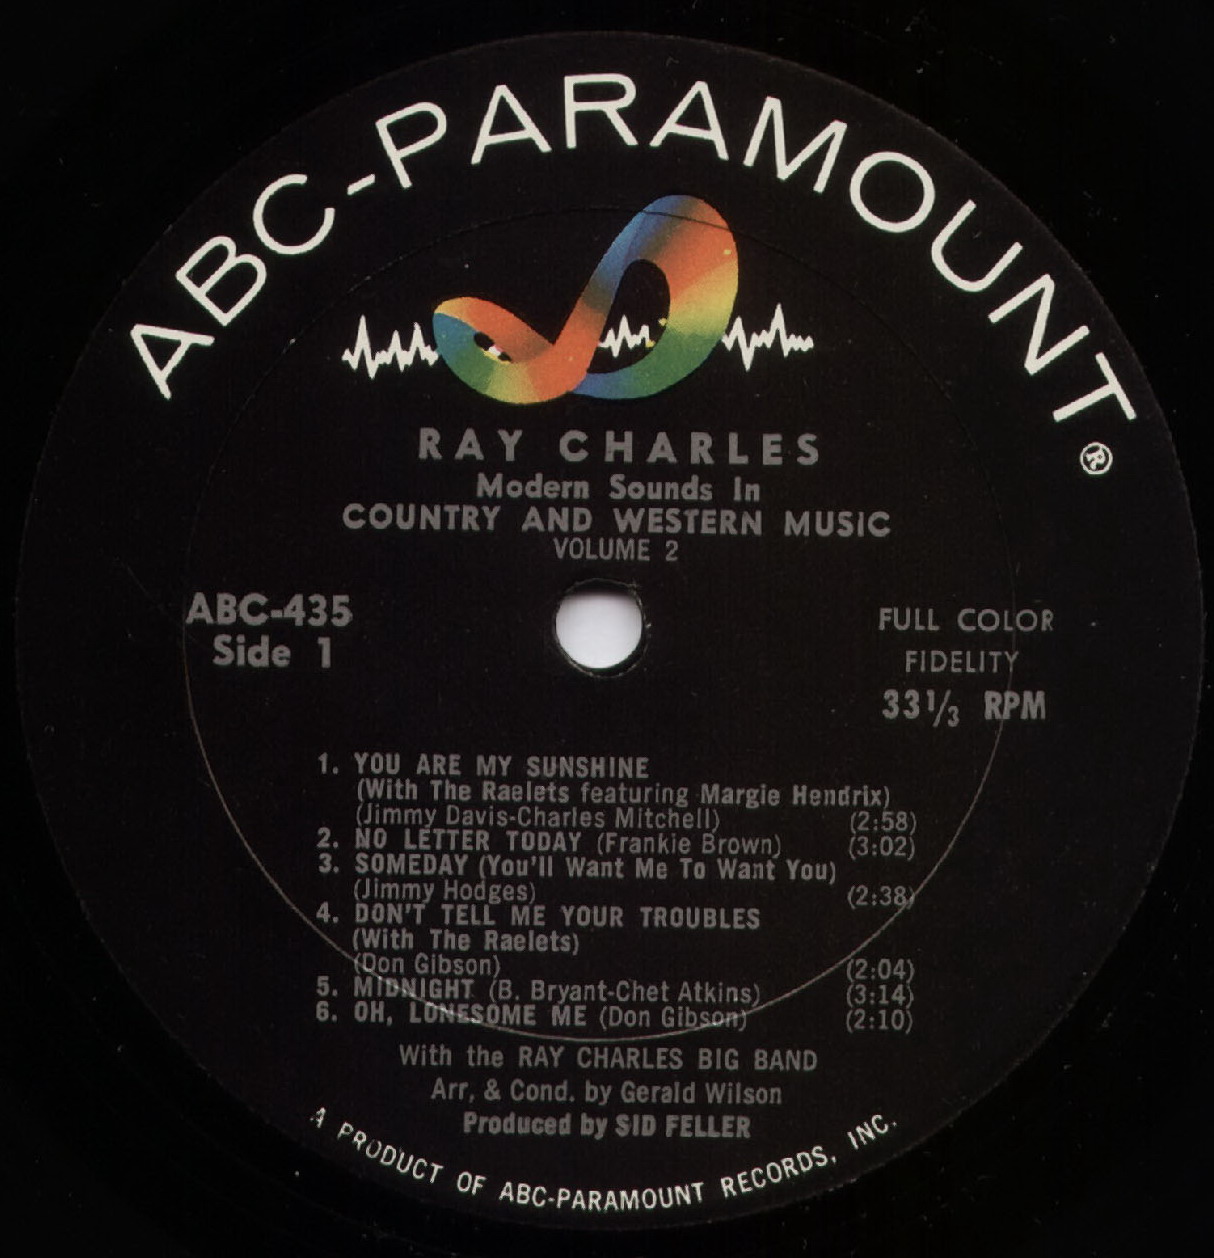 ABC-PARAMOUNT®
RAY CHARLES
Modern Sounds In
COUNTRY AND WESTERN MUSIC
VOLUME 2
ABC-435
Side 1
FULL COLOR
FIDELITY
33 1/3 RPM
1. YOU ARE MY SUNSHINE
(With The Raelets featuring Margie Hendrix)
(Jimmy Davis-Charles Mitchell) (2:58)
2. NO LETTER TODAY (Frankie Brown) (3:02)
3. SOMEDAY (You'll Want Me To Want You)
(Jimmy Hodges) (2:38)
4. DON'T TELL ME YOUR TROUBLES
(With The Raelets)
(Don Gibson) (2:04)
5. MIDNIGHT (B. Bryant-Chet Atkins) (3:14)
6. OH, LONESOME ME (Don Gibson) (2:10)
With the RAY CHARLES BIG BAND
Arr, & Cond. by Gerald Wilson
Produced by SID FELLER
A PRODUCT OF ABC-PARAMOUNT RECORDS, INC.